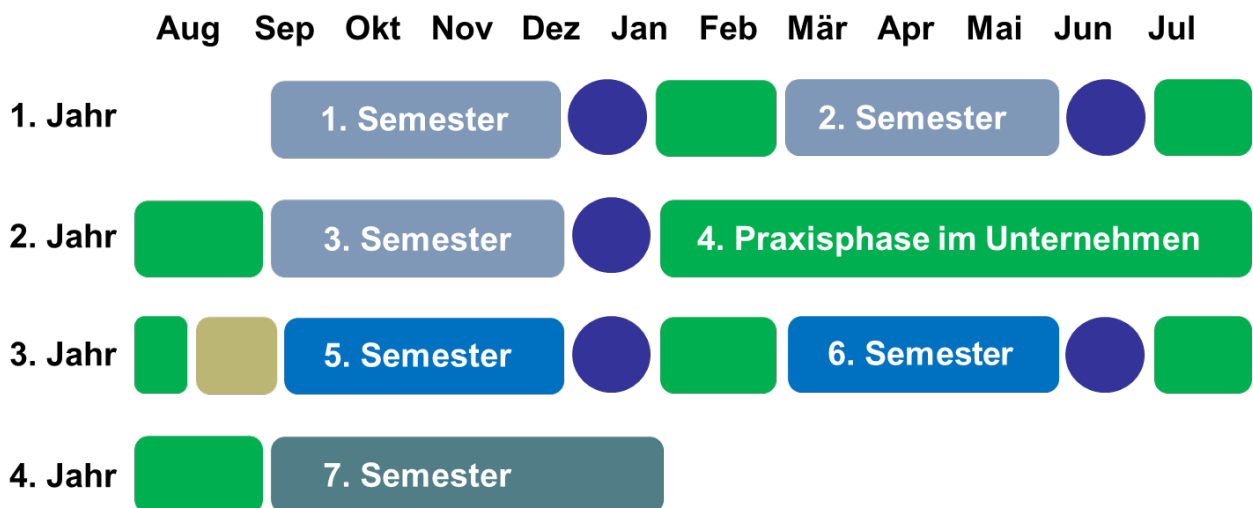 Aug Sep Okt Nov Dez Jan Feb Mär Apr Mai Jun Jul
1. Jahr 1. Semester 2. Semester
2. Jahr 3. Semester 4. Praxisphase im Unternehmen
3. Jahr 5. Semester 6. Semester
4. Jahr 7. Semester